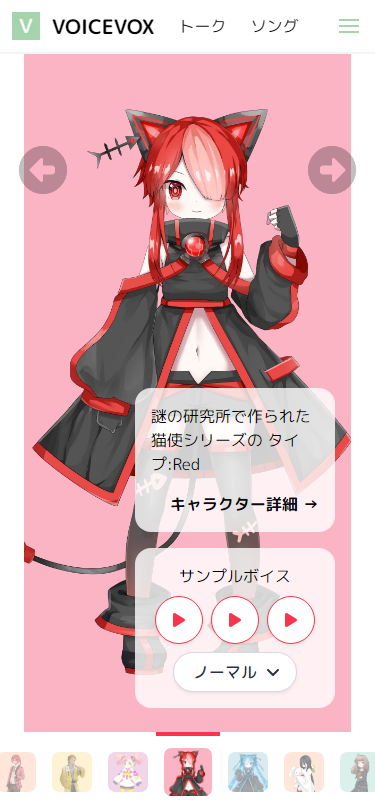 V VOICEVOX トーク ソング
謎の研究所で作られた
猫使シリーズの タイ
プ:Red
キャラクター詳細 →
サンプルボイス
ノーマル